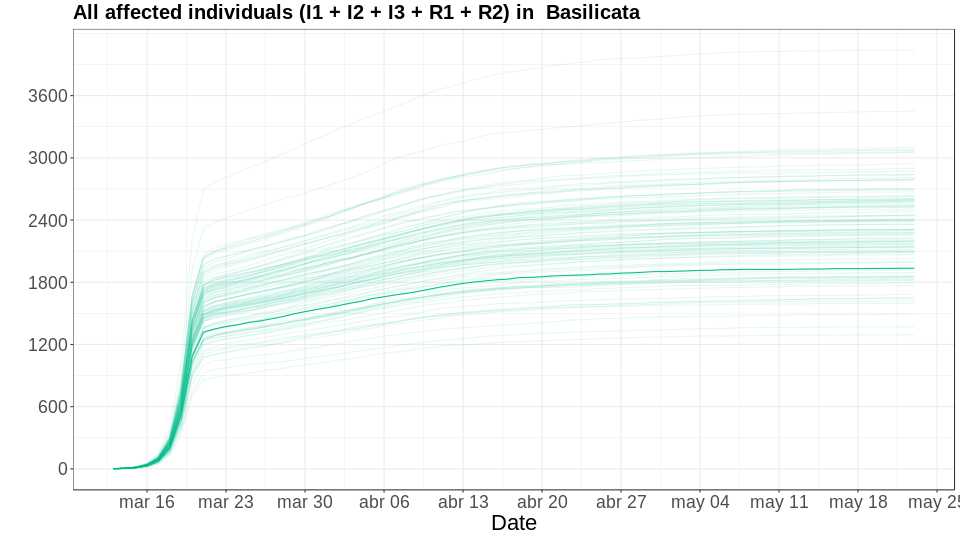 All affected individuals (I1 + I2 + I3 + R1 + R2) in  Basilicata
3600
3000
2400
1800
1200
600
0
mar 16 mar 23 mar 30 abr 06 abr 13 abr 20 abr 27 may 04 may 11 may 18 may 25
Date